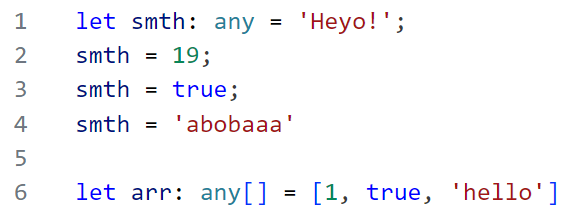 1 let smth: any = 'Heyo!';
2 smth = 19;
3 smth = true;
4 smth = 'abobaaa'
5
6 let arr: any[] = [1, true, 'hello']